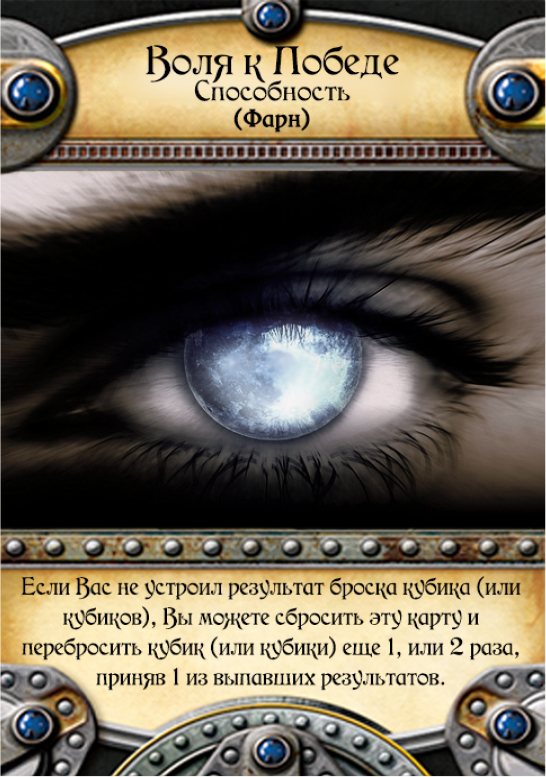 Воля к Победе
Способность
(Фарн)
Если Вас не устроил результат броска кубика (или
кубиков), Вы можете сбросить эту карту и
перебросить кубик (или кубики) еще 1, или 2 раза,
приняв 1 из выпавших результатов.